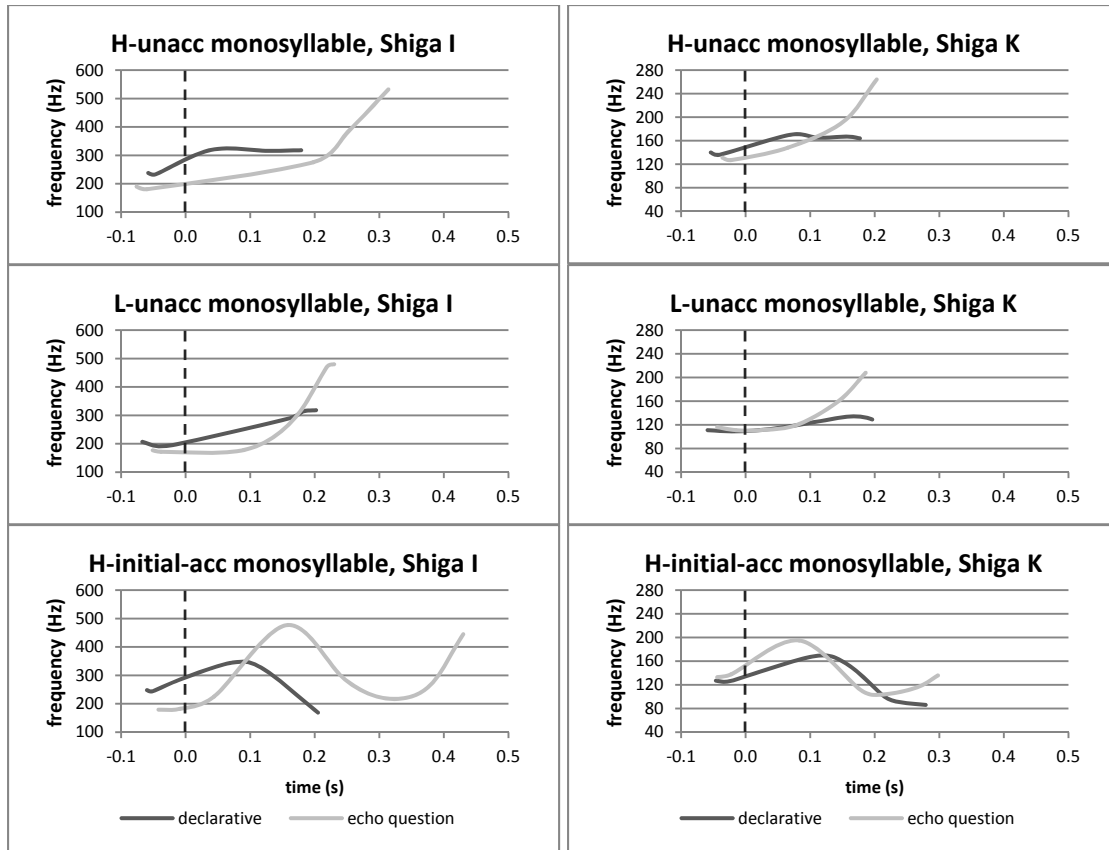 H-unacc monosyllable, Shiga I
frequency (Hz)
600
500
400
300
200
100
-0.1 0.0 0.1 0.2 0.3 0.4 0.5
H-unacc monosyllable, Shiga K
frequency (Hz)
280
240
200
160
120
80
40
-0.1 0.0 0.1 0.2 0.3 0.4 0.5
L-unacc monosyllable, Shiga I
frequency (Hz)
600
500
400
300
200
100
-0.1 0.0 0.1 0.2 0.3 0.4 0.5
L-unacc monosyllable, Shiga K
frequency (Hz)
280
240
200
160
120
80
40
-0.1 0.0 0.1 0.2 0.3 0.4 0.5
H-initial-acc monosyllable, Shiga I
frequency (Hz)
600
500
400
300
200
100
-0.1 0.0 0.1 0.2 0.3 0.4 0.5
time (s)
declarative echo question
H-initial-acc monosyllable, Shiga K
frequency (Hz)
280
240
200
160
120
80
40
-0.1 0.0 0.1 0.2 0.3 0.4 0.5
time (s)
declarative echo question